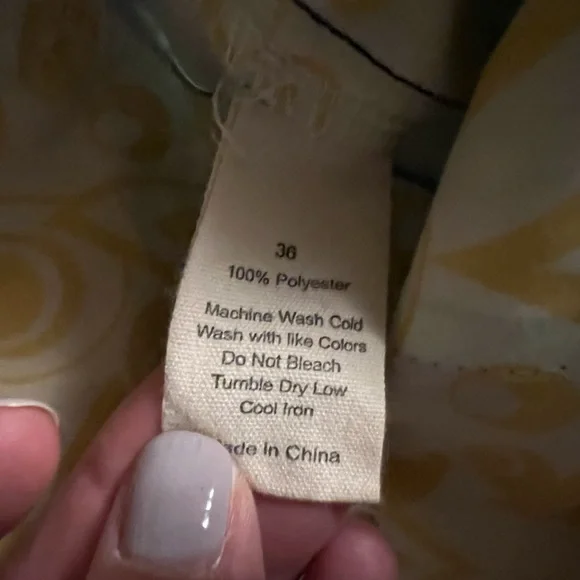 36
100% Polyester
Machine Wash Cold
Wash with like Colors
Do Not Bleach
Tumble Dry Low
Cool Iron
Made In China